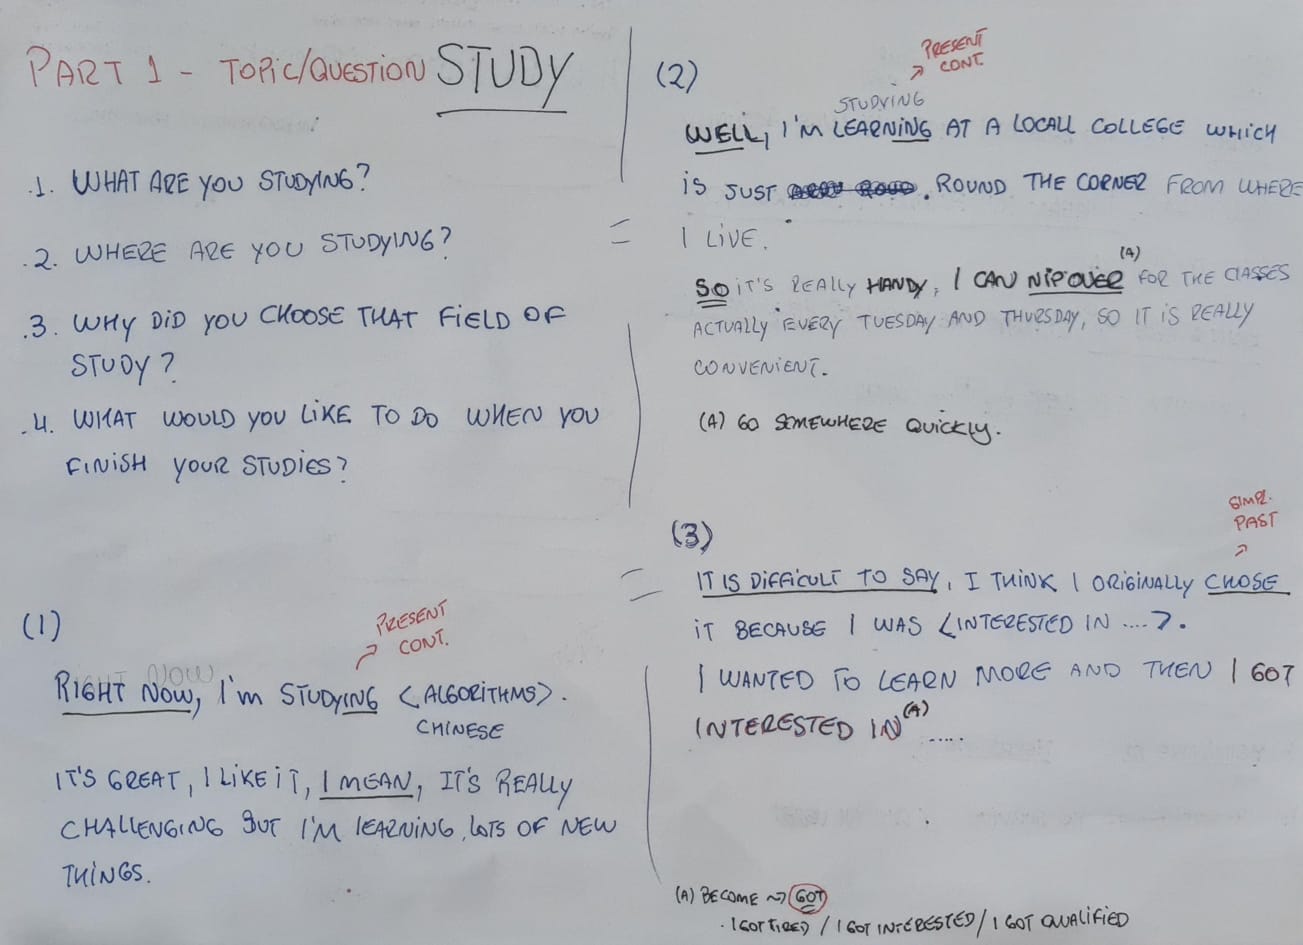 PART 1 - TOPIC/QUESTION STUDY
.1. WHAT ARE YOU STUDYING?
.2. WHERE ARE YOU STUDYING?
.3. WHY DID YOU CHOOSE THAT FIELD OF
STUDY?
.4. WHAT WOULD YOU LIKE TO DO WHEN YOU
FINISH YOUR STUDIES?
(1)
PRESENT
CONT.
RIGHT NOW, I'M STUDYING <ALGORITHMS>.
CHINESE
IT'S GREAT, I LIKE IT, I MEAN, IT'S REALLY
CHALLENGING BUT I'M LEARNING LOTS OF NEW
THINGS.
(2)
PRESENT
CONT.
STUDYING
WELL, I'M LEARNING AT A LOCALL COLLEGE WHICH
IS JUST . ROUND THE CORNER FROM WHERE
I LIVE.
SO IT'S REALLY HANDY, I CAN NIP OVER (A) FOR THE CLASSES
ACTUALLY EVERY TUESDAY AND THURSDAY, SO IT IS REALLY
CONVENIENT.
(A) GO SOMEWHERE QUICKLY.
(3)
SIMPL.
PAST
IT IS DIFFICULT TO SAY, I THINK I ORIGINALLY CHOSE
IT BECAUSE I WAS <INTERESTED IN ....>.
I WANTED TO LEARN MORE AND THEN I GOT
INTERESTED IN (A) .....
(A) BECOME → GOT
. I GOT TIRED / I GOT INTERESTED / I GOT QUALIFIED